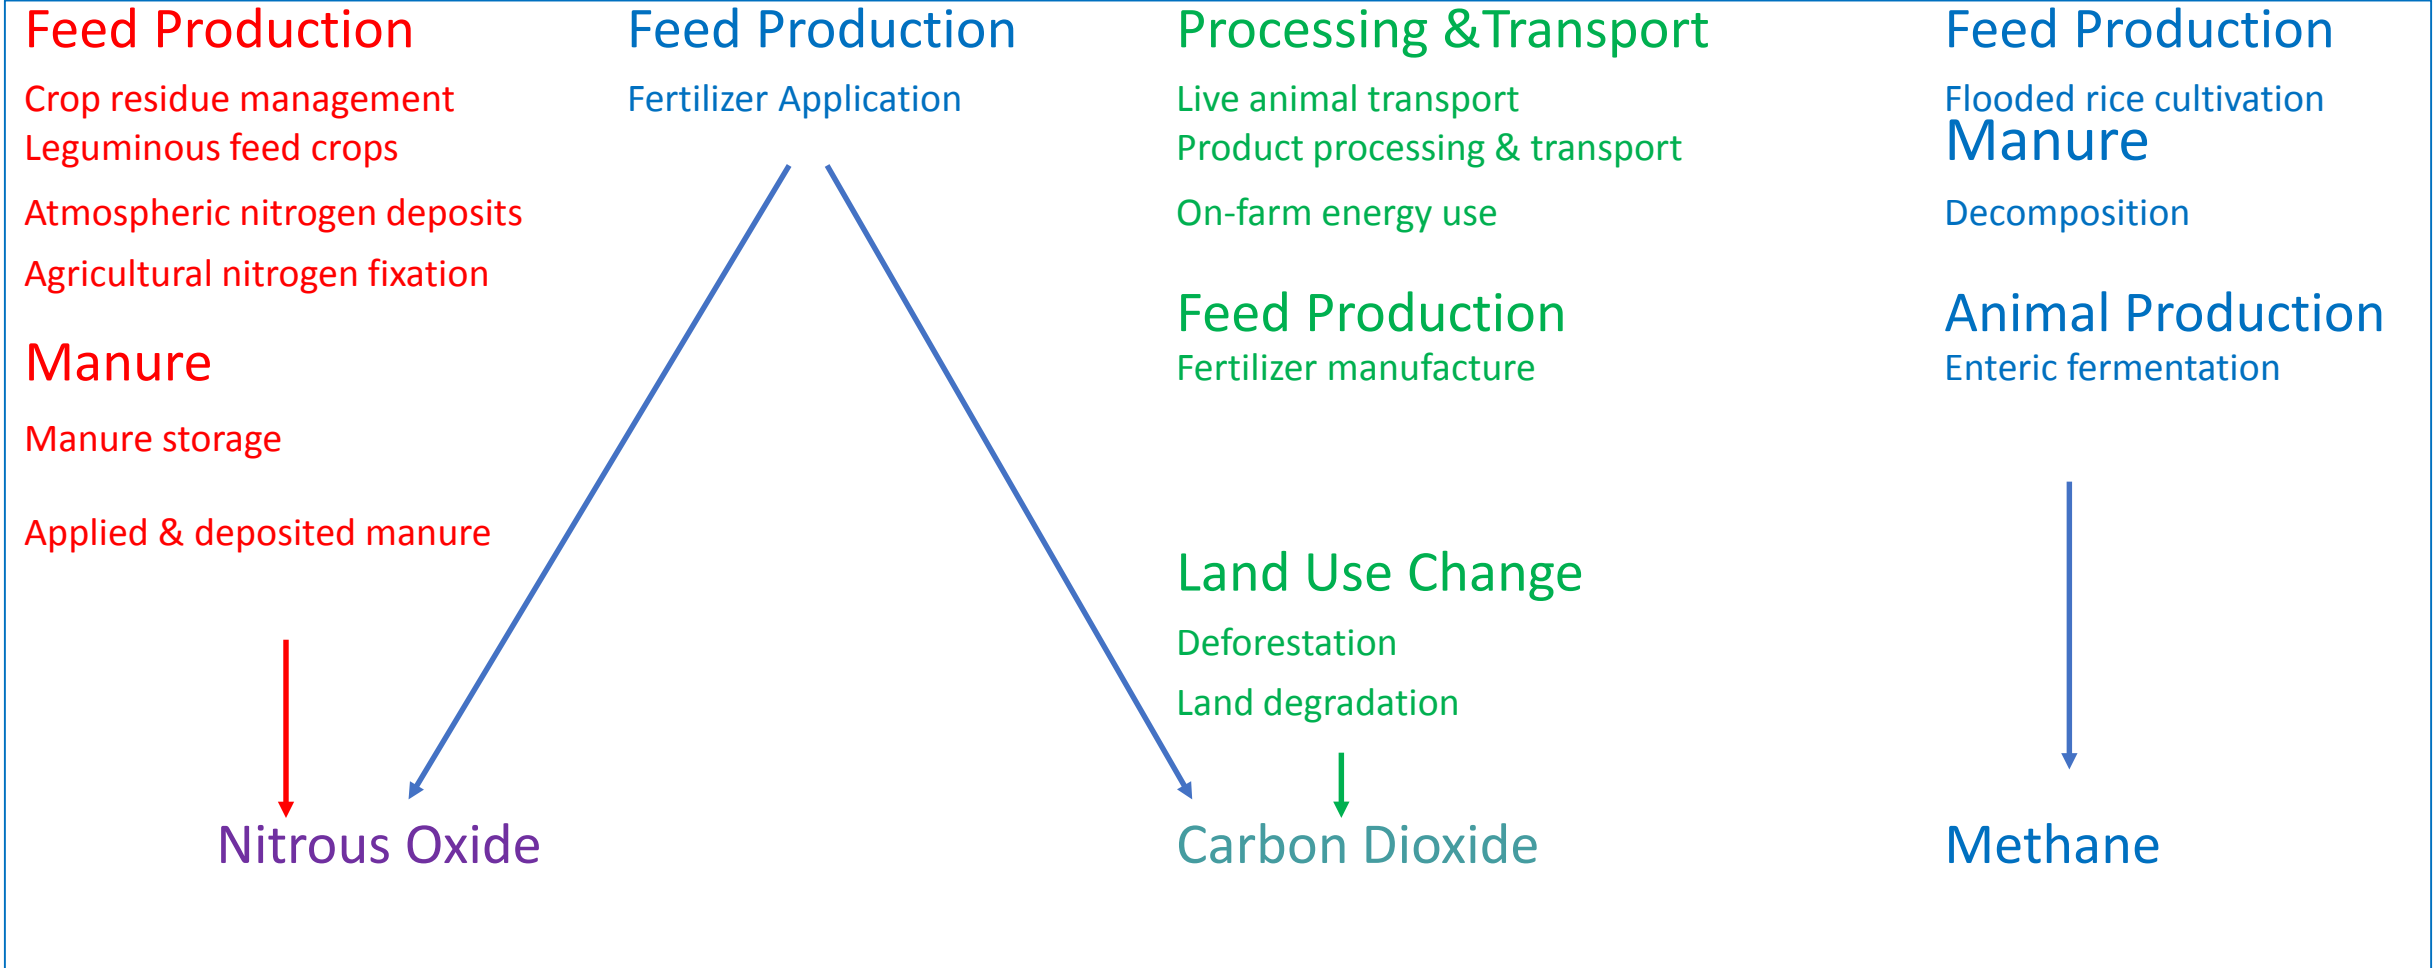 Feed Production
Crop residue management
Leguminous feed crops
Atmospheric nitrogen deposits
Agricultural nitrogen fixation
Manure
Manure storage
Applied & deposited manure
Feed Production
Fertilizer Application
Processing &Transport
Live animal transport
Product processing & transport
On-farm energy use
Feed Production
Fertilizer manufacture
Land Use Change
Deforestation
Land degradation
Feed Production
Flooded rice cultivation
Manure
Decomposition
Animal Production
Enteric fermentation
Nitrous Oxide
Carbon Dioxide
Methane